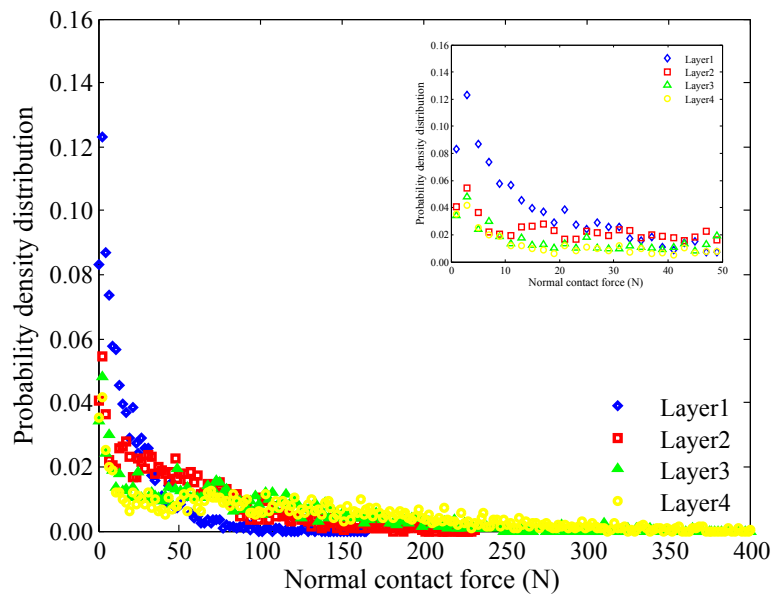 0.16
0.14
0.12
0.10
0.08
0.06
0.04
0.02
0.00
Probability density distribution
0 50 100 150 200 250 300 350 400
Normal contact force (N)
Layer1
Layer2
Layer3
Layer4
0.16
0.14
0.12
0.10
0.08
0.06
0.04
0.02
0.00
Probability density distribution
0 10 20 30 40 50
Normal contact force (N)
Layer1
Layer2
Layer3
Layer4